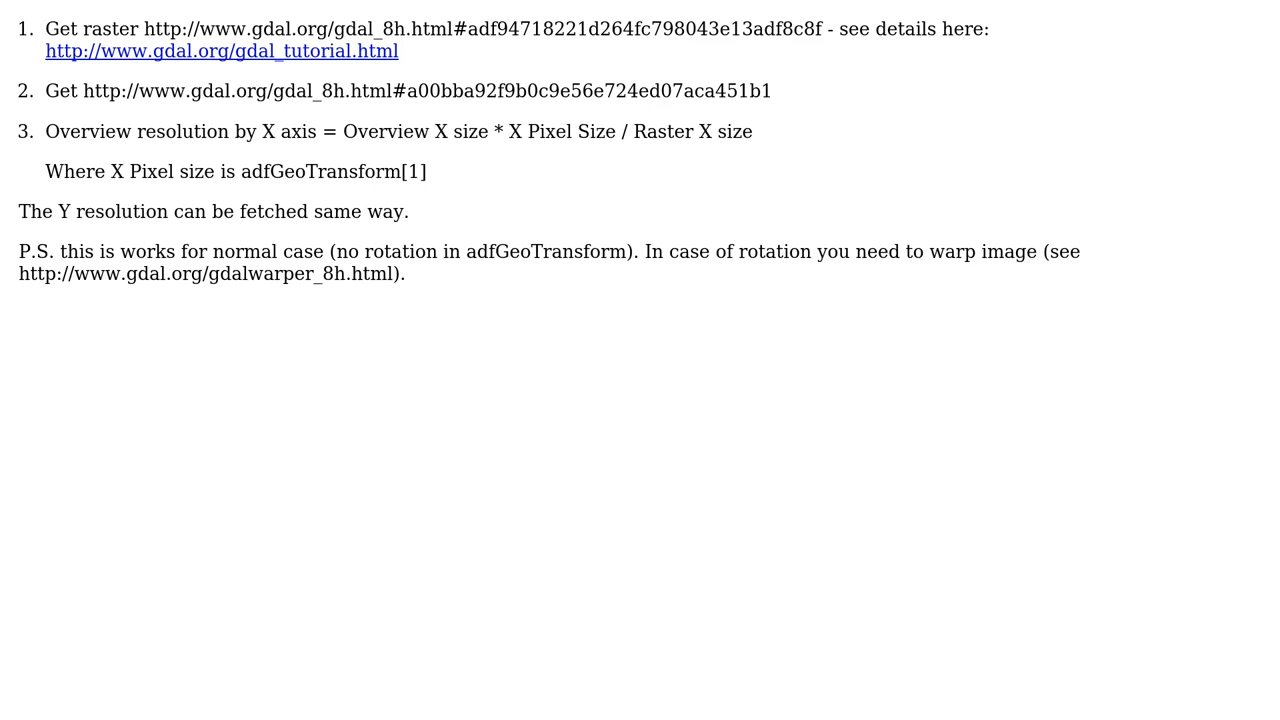 1. Get raster http://www.gdal.org/gdal_8h.html#adf94718221d264fc798043e13adf8c8f - see details here:
http://www.gdal.org/gdal_tutorial.html
2. Get http://www.gdal.org/gdal_8h.html#a00bba92f9b0c9e56e724ed07aca451b1
3. Overview resolution by X axis = Overview X size * X Pixel Size / Raster X size
Where X Pixel size is adfGeoTransform[1]
The Y resolution can be fetched same way.
P.S. this is works for normal case (no rotation in adfGeoTransform). In case of rotation you need to warp image (see
http://www.gdal.org/gdalwarper_8h.html).